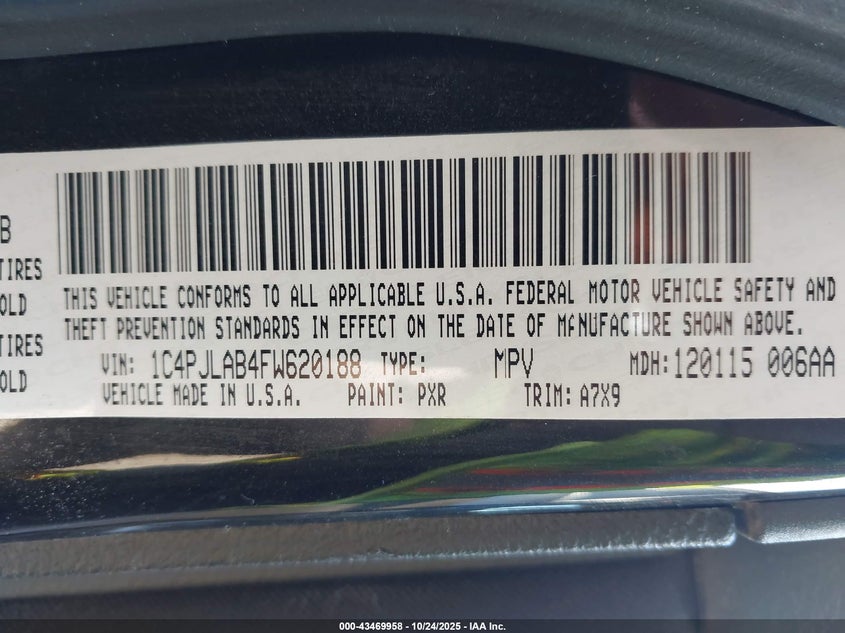 B
TIRES
OLD
TIRES
OLD
THIS VEHICLE CONFORMS TO ALL APPLICABLE U.S.A. FEDERAL MOTOR VEHICLE SAFETY AND
THEFT PREVENTION STANDARDS IN EFFECT ON THE DATE OF MANUFACTURE SHOWN ABOVE.
VIN: 1C4PJLAB4FW620188 TYPE: MPV MDH: 120115 006AA
VEHICLE MADE IN U.S.A. PAINT: PXR TRIM: A7X9
000-43469958 - 10/24/2025 - IAA Inc.